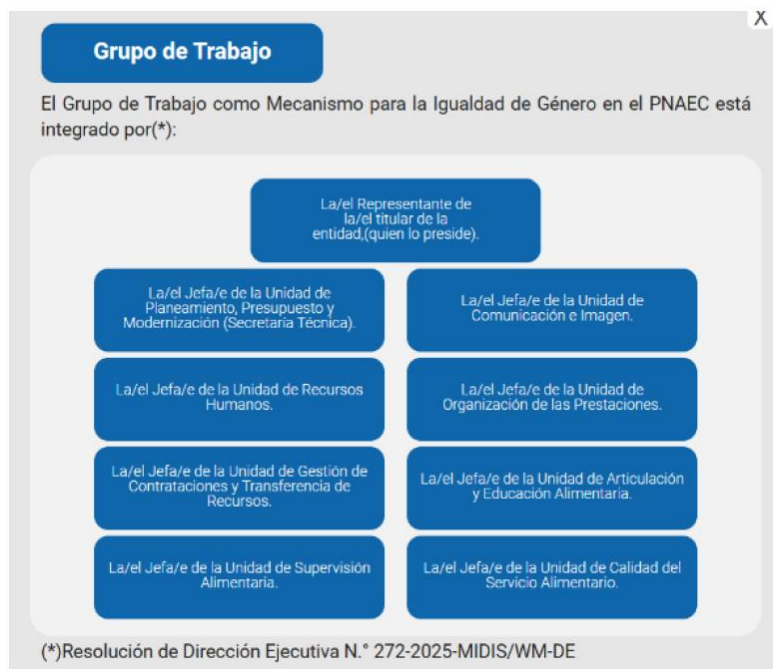 X
Grupo de Trabajo
El Grupo de Trabajo como Mecanismo para la Igualdad de Género en el PNAEC está
integrado por(*):
La/el Representante de
la/el titular de la
entidad,(quien lo preside).
La/el Jefa/e de la Unidad de
Planeamiento, Presupuesto y
Modernización (Secretaría Técnica).
La/el Jefa/e de la Unidad de
Comunicación e Imagen.
La/el Jefa/e de la Unidad de Recursos
Humanos.
La/el Jefa/e de la Unidad de
Organización de las Prestaciones.
La/el Jefa/e de la Unidad de Gestión de
Contrataciones y Transferencia de
Recursos.
La/el Jefa/e de la Unidad de Articulación
y Educación Alimentaria.
La/el Jefa/e de la Unidad de Supervisión
Alimentaria.
La/el Jefa/e de la Unidad de Calidad del
Servicio Alimentario.
(*)Resolución de Dirección Ejecutiva N.° 272-2025-MIDIS/WM-DE